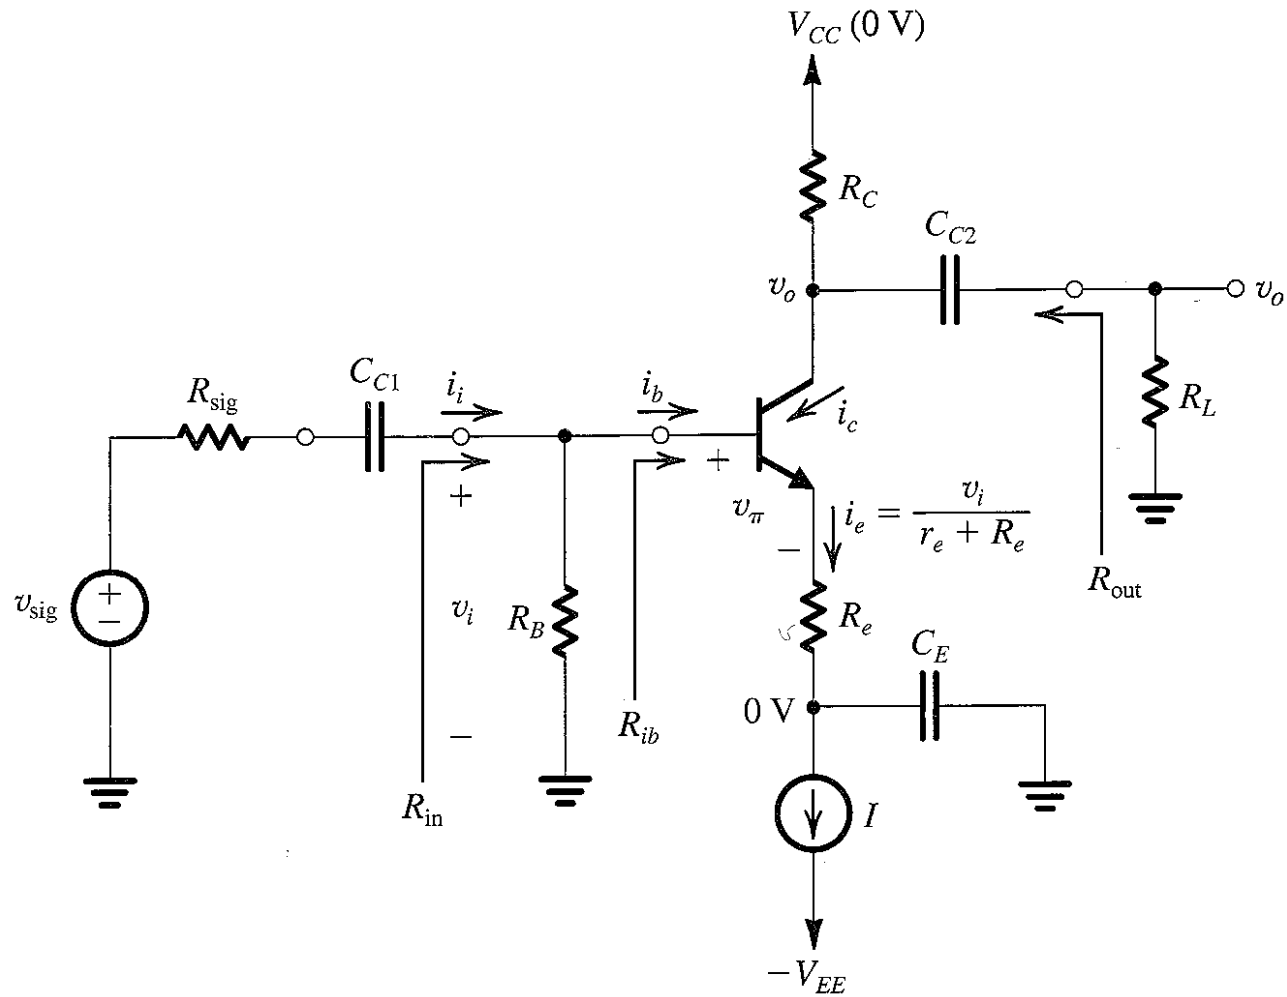 V_CC (0 V)
R_C
C_C2
v_o
v_o
R_sig
C_C1
i_i
i_b
i_c
R_L
+
+
v_π
−
i_e = v_i / (r_e + R_e)
R_out
v_sig
+
−
v_i
R_B
R_e
C_E
0 V
R_ib
−
R_in
I
−V_EE